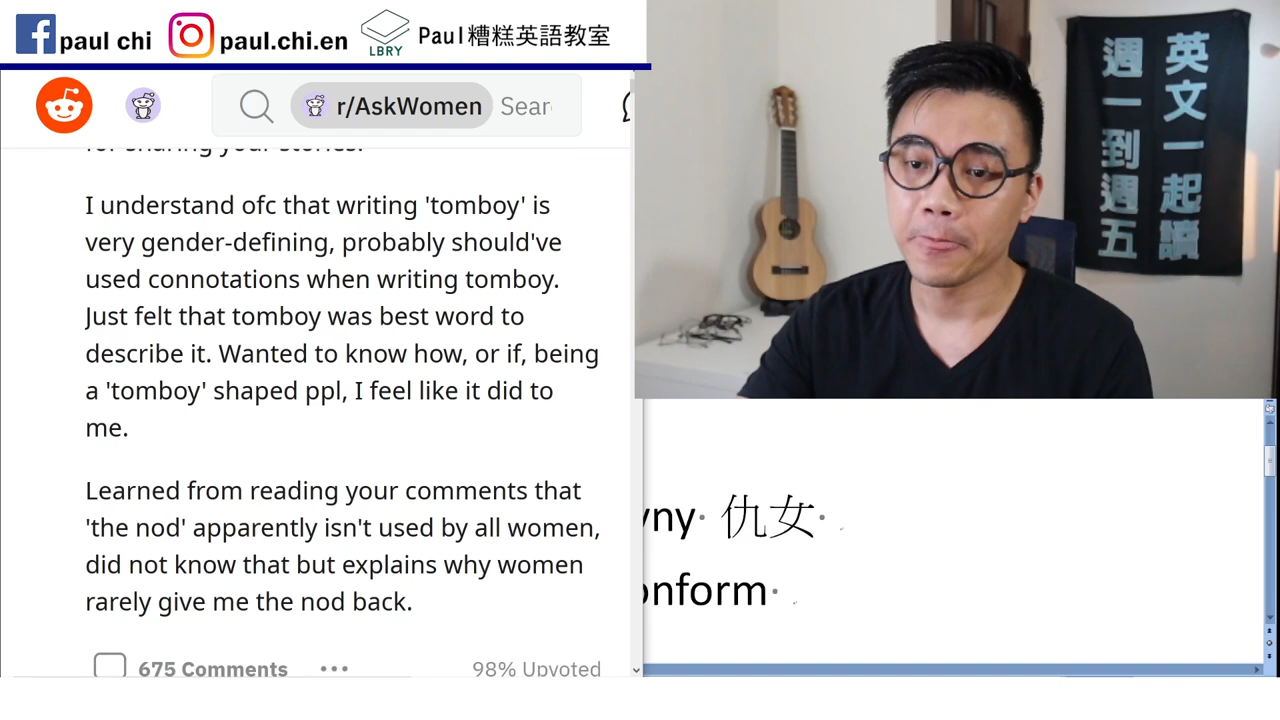 paul chi
paul.chi.en
LBRY
Paul糟糕英語教室
r/AskWomen
Sear
for sharing your stories.
I understand ofc that writing 'tomboy' is
very gender-defining, probably should've
used connotations when writing tomboy.
Just felt that tomboy was best word to
describe it. Wanted to know how, or if, being
a 'tomboy' shaped ppl, I feel like it did to
me.
Learned from reading your comments that
'the nod' apparently isn't used by all women,
did not know that but explains why women
rarely give me the nod back.
675 Comments
98% Upvoted
英文一起讀
週一到週五
yny 仇女
onform